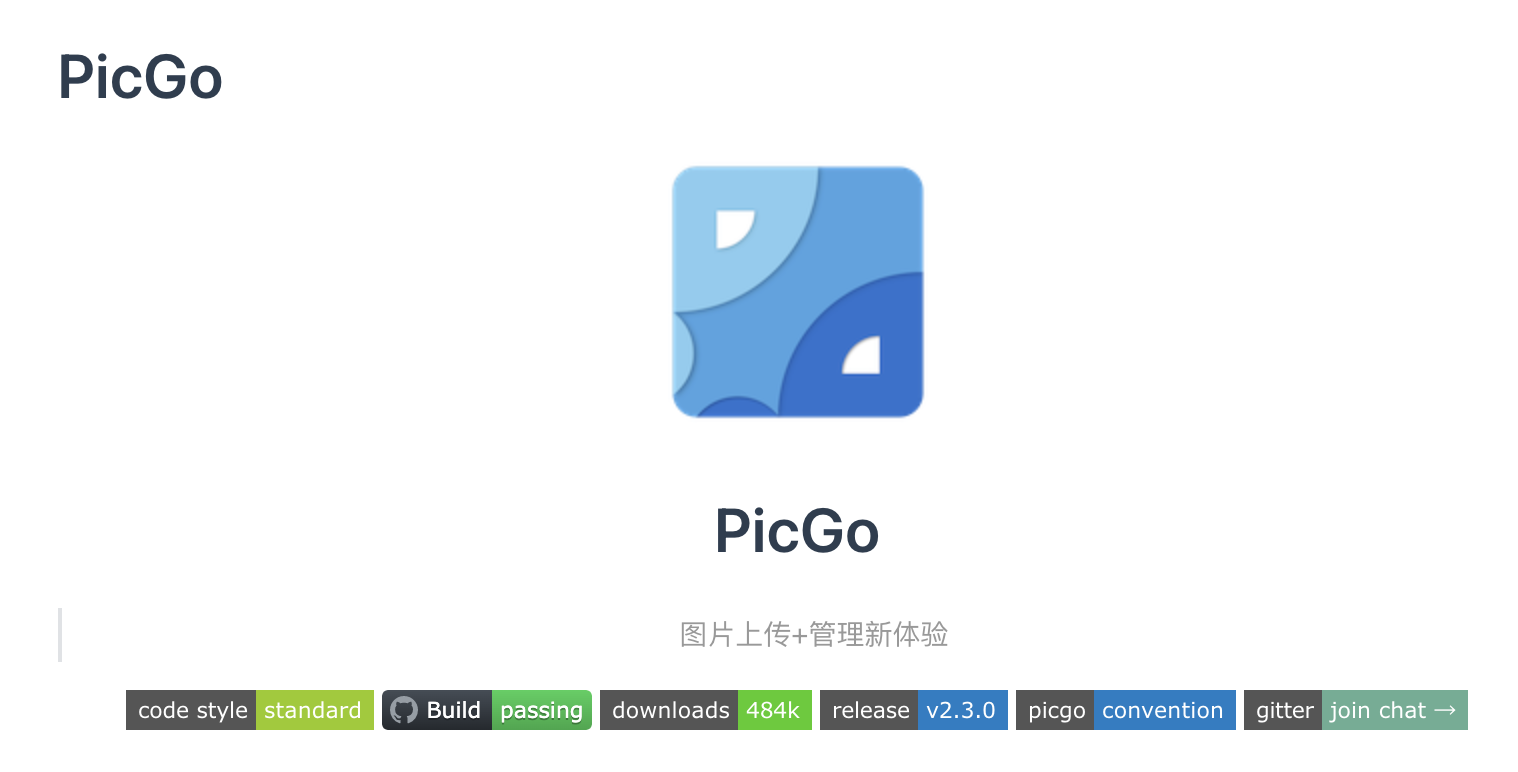 PicGo
PicGo
图片上传+管理新体验
code style standard Build passing downloads 484k release v2.3.0 picgo convention gitter join chat →